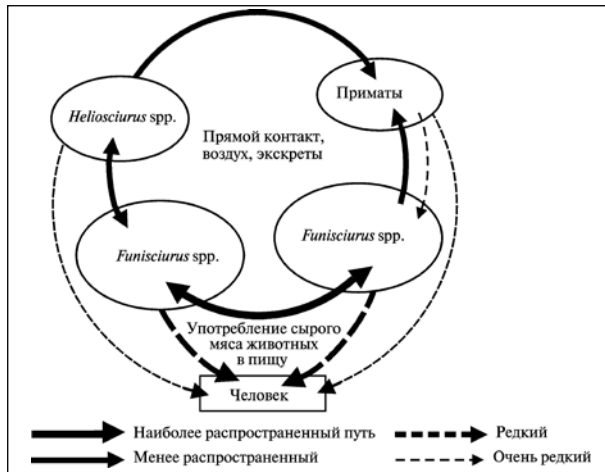 Heliosciurus spp.
Приматы
Прямой контакт,
воздух, экскреты
Funisciurus spp.
Funisciurus spp.
Употребление сырого
мяса животных
в пищу
Человек
Наиболее распространенный путь
Редкий
Менее распространенный
Очень редкий